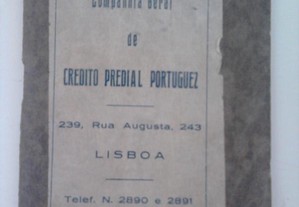 Companhia Geral
de
CREDITO PREDIAL PORTUGUEZ
239, Rua Augusta, 243
LISBOA
Telef. N. 2890 e 2891